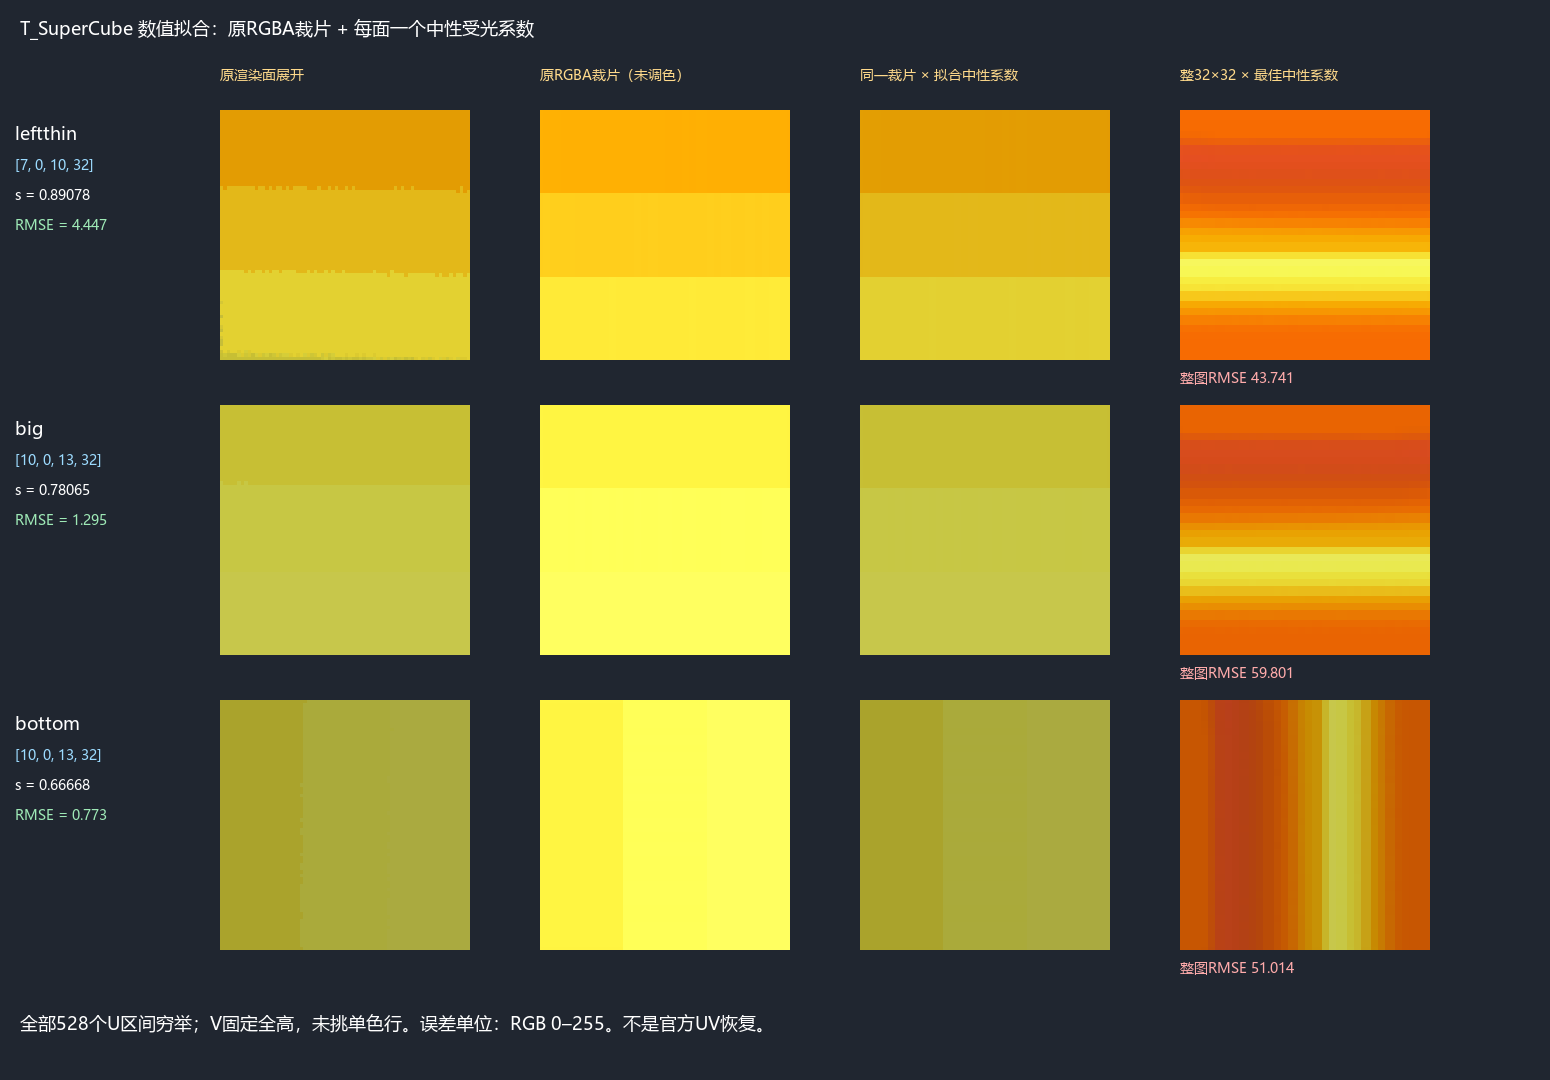 T_SuperCube 数值拟合：原RGBA裁片 + 每面一个中性受光系数
原渲染面展开
原RGBA裁片（未调色）
同一裁片 × 拟合中性系数
整32×32 × 最佳中性系数
leftthin
[7, 0, 10, 32]
s = 0.89078
RMSE = 4.447
整图RMSE 43.741
big
[10, 0, 13, 32]
s = 0.78065
RMSE = 1.295
整图RMSE 59.801
bottom
[10, 0, 13, 32]
s = 0.66668
RMSE = 0.773
整图RMSE 51.014
全部528个U区间穷举；V固定全高，未挑单色行。误差单位：RGB 0–255。不是官方UV恢复。